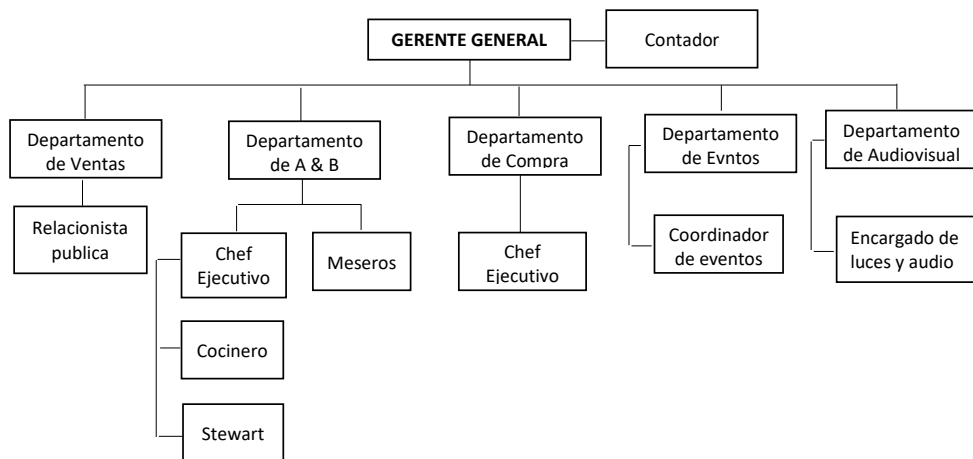 GERENTE GENERAL
Contador
Departamento
de Ventas
Departamento
de A & B
Departamento
de Compra
Departamento
de Evntos
Departamento
de Audiovisual
Relacionista
publica
Chef
Ejecutivo
Meseros
Chef
Ejecutivo
Coordinador
de eventos
Encargado de
luces y audio
Cocinero
Stewart